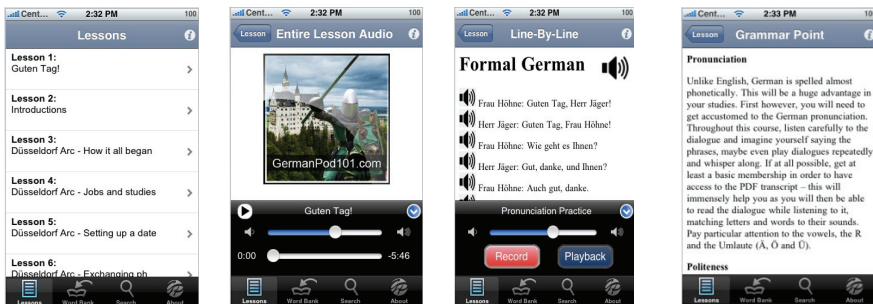 Cent... 2:32 PM 100
Lessons
Lesson 1:
Guten Tag!
Lesson 2:
Introductions
Lesson 3:
Düsseldorf Arc - How it all began
Lesson 4:
Düsseldorf Arc - Jobs and studies
Lesson 5:
Düsseldorf Arc - Setting up a date
Lesson 6:
Düsseldorf Arc - Exchanging ph
Lessons Word Bank Search About
Cent... 2:32 PM 100
Lesson Entire Lesson Audio
GermanPod101.com
Guten Tag!
0:00 -5:46
Lessons Word Bank Search About
Cent... 2:32 PM 100
Lesson Line-By-Line
Formal German
Frau Höhne: Guten Tag, Herr Jäger!
Herr Jäger: Guten Tag, Frau Höhne!
Frau Höhne: Wie geht es Ihnen?
Herr Jäger: Gut, danke, und Ihnen?
Frau Höhne: Auch gut, danke.
Pronunciation Practice
Record Playback
Lessons Word Bank Search About
Cent... 2:33 PM 10
Lesson Grammar Point
Pronunciation
Unlike English, German is spelled almost
phonetically. This will be a huge advantage in
your studies. First however, you will need to
get accustomed to the German pronunciation.
Throughout this course, listen carefully to the
dialogue and imagine yourself saying the
phrases, maybe even play dialogues repeatedly
and whisper along. If at all possible, get at
least a basic membership in order to have
access to the PDF transcript – this will
immensely help you as you will then be able
to read the dialogue while listening to it,
matching letters and words to their sounds.
Pay particular attention to the vowels, the R
and the Umlaute (Ä, Ö and Ü).
Politeness
Lessons Word Bank Search About